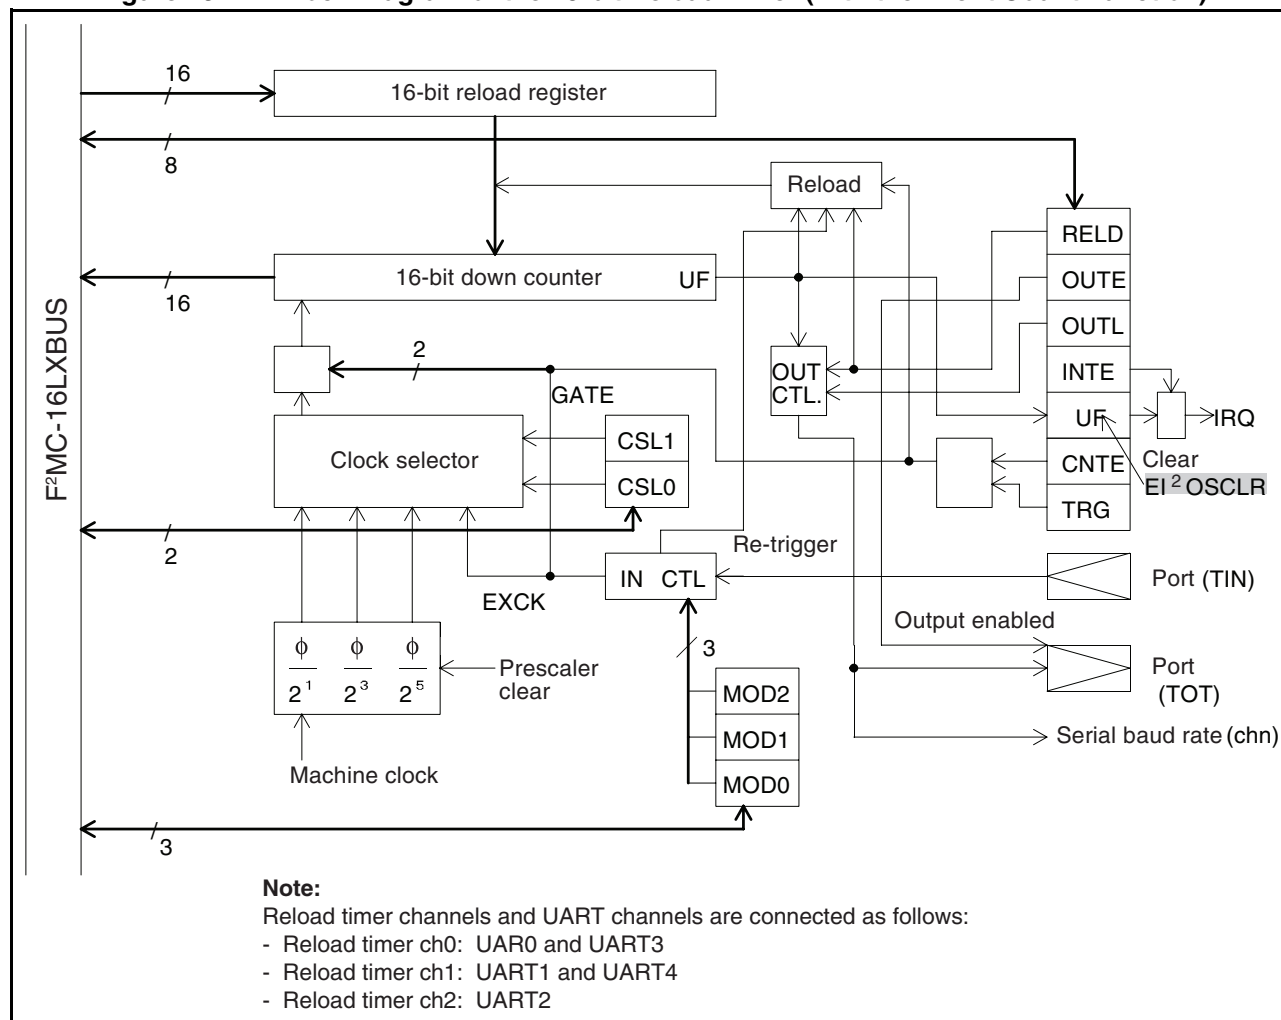 16
16-bit reload register
8
Reload
RELD
16-bit down counter
UF
OUTE
16
OUTL
F²MC-16LXBUS
2
OUT
CTL.
INTE
GATE
UF
IRQ
CSL1
Clock selector
CNTE
Clear
CSL0
EI²OSCLR
TRG
2
Re-trigger
IN CTL
Port (TIN)
EXCK
Output enabled
3
ϕ ϕ ϕ
2¹ 2³ 2⁵
Prescaler
clear
Port
(TOT)
MOD2
MOD1
Serial baud rate (chn)
Machine clock
MOD0
3
Note:
Reload timer channels and UART channels are connected as follows:
- Reload timer ch0: UAR0 and UART3
- Reload timer ch1: UART1 and UART4
- Reload timer ch2: UART2